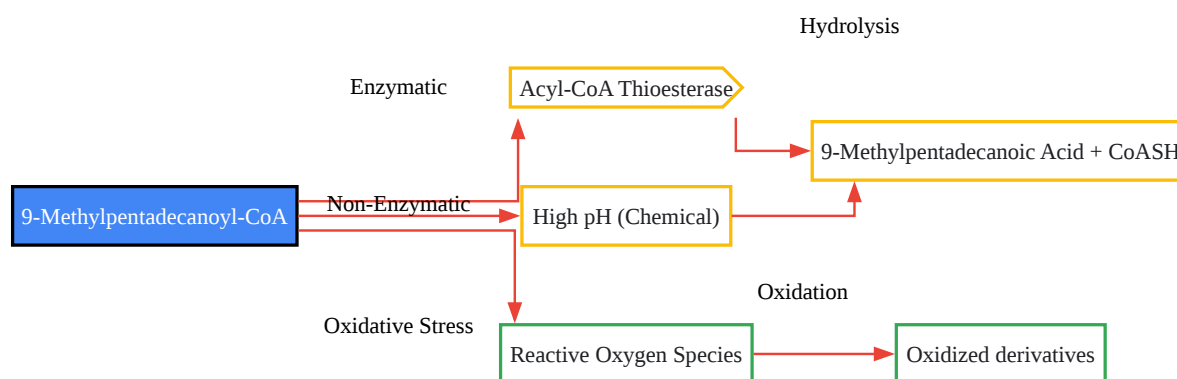 Hydrolysis
Enzymatic
Acyl-CoA Thioesterase
9-Methylpentadecanoic Acid + CoASH
9-Methylpentadecanoyl-CoA
Non-Enzymatic
High pH (Chemical)
Oxidation
Oxidative Stress
Reactive Oxygen Species
Oxidized derivatives